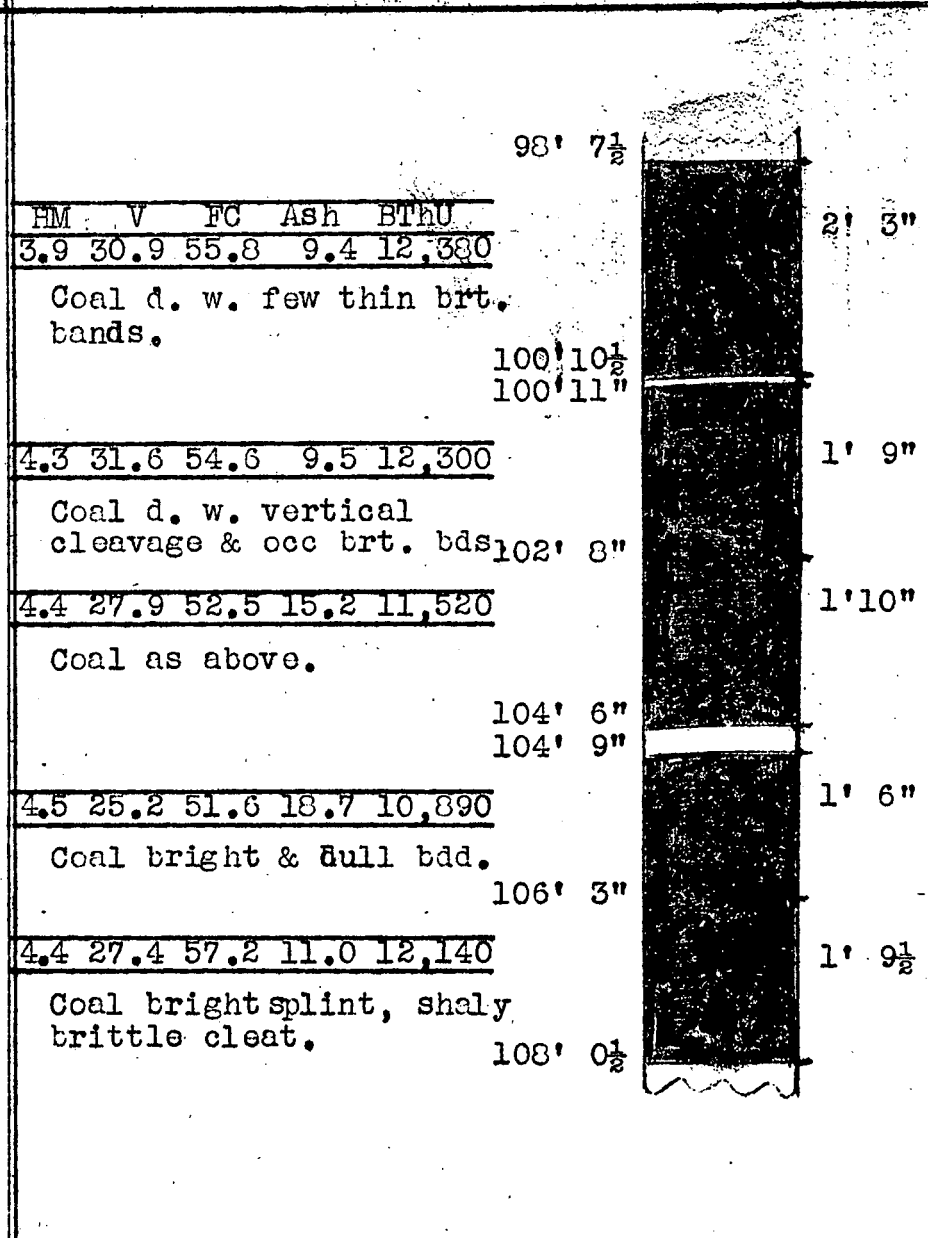 98' 7½
HM V FC Ash BThU
2' 3"
3.9 30.9 55.8 9.4 12,380
Coal d. w. few thin brt.
bands.
100'10½
100'11"
4.3 31.6 54.6 9.5 12,300
1' 9"
Coal d. w. vertical
cleavage & occ brt. bds
102' 8"
4.4 27.9 52.5 15.2 11,520
1'10"
Coal as above.
104' 6"
104' 9"
4.5 25.2 51.6 18.7 10,890
1' 6"
Coal bright & dull bdd.
106' 3"
4.4 27.4 57.2 11.0 12,140
1' 9½
Coal bright splint, shaly
brittle cleat.
108' 0½